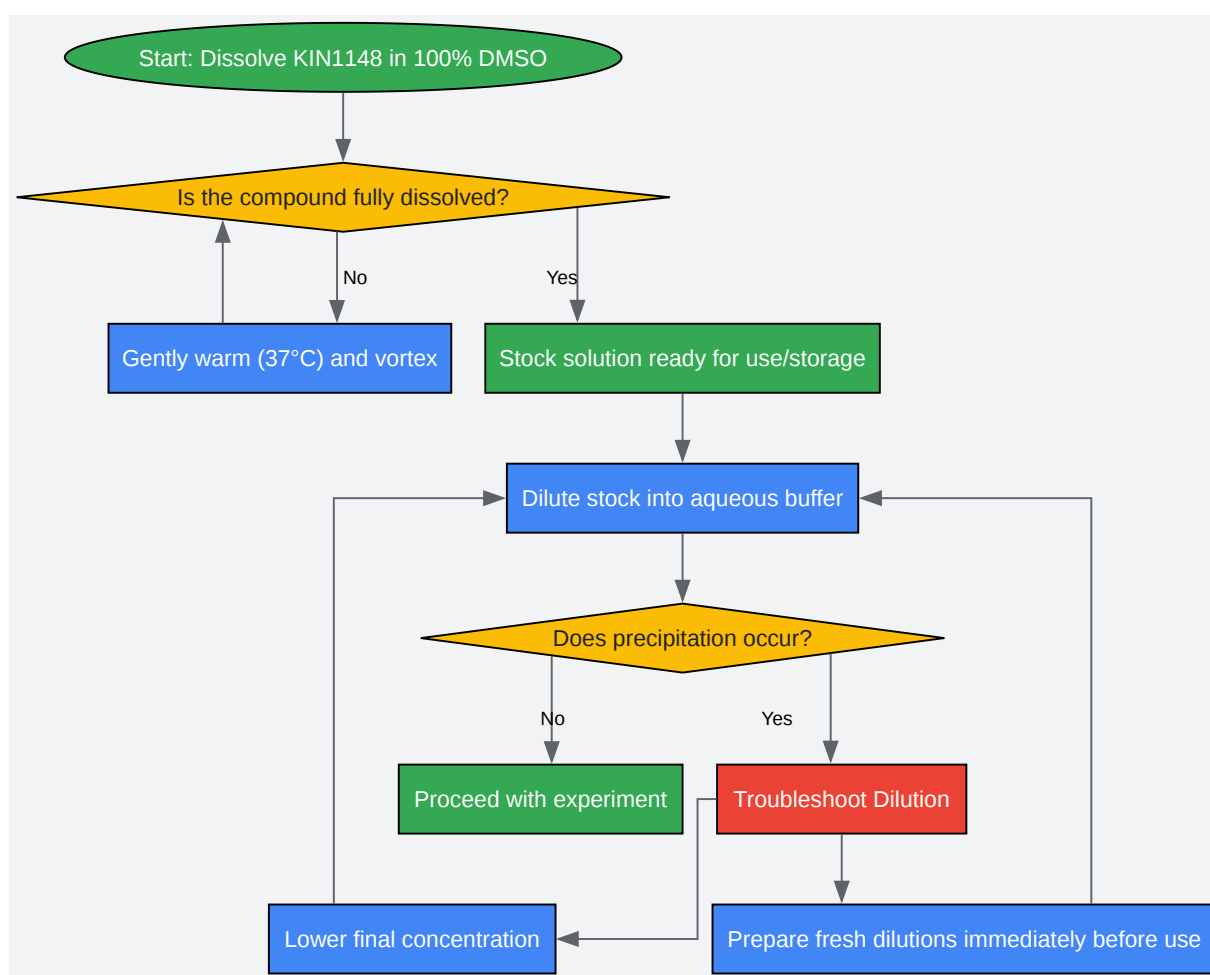 Start: Dissolve KIN1148 in 100% DMSO
Is the compound fully dissolved?
No
Yes
Gently warm (37°C) and vortex
Stock solution ready for use/storage
Dilute stock into aqueous buffer
Does precipitation occur?
No
Yes
Proceed with experiment
Troubleshoot Dilution
Lower final concentration
Prepare fresh dilutions immediately before use